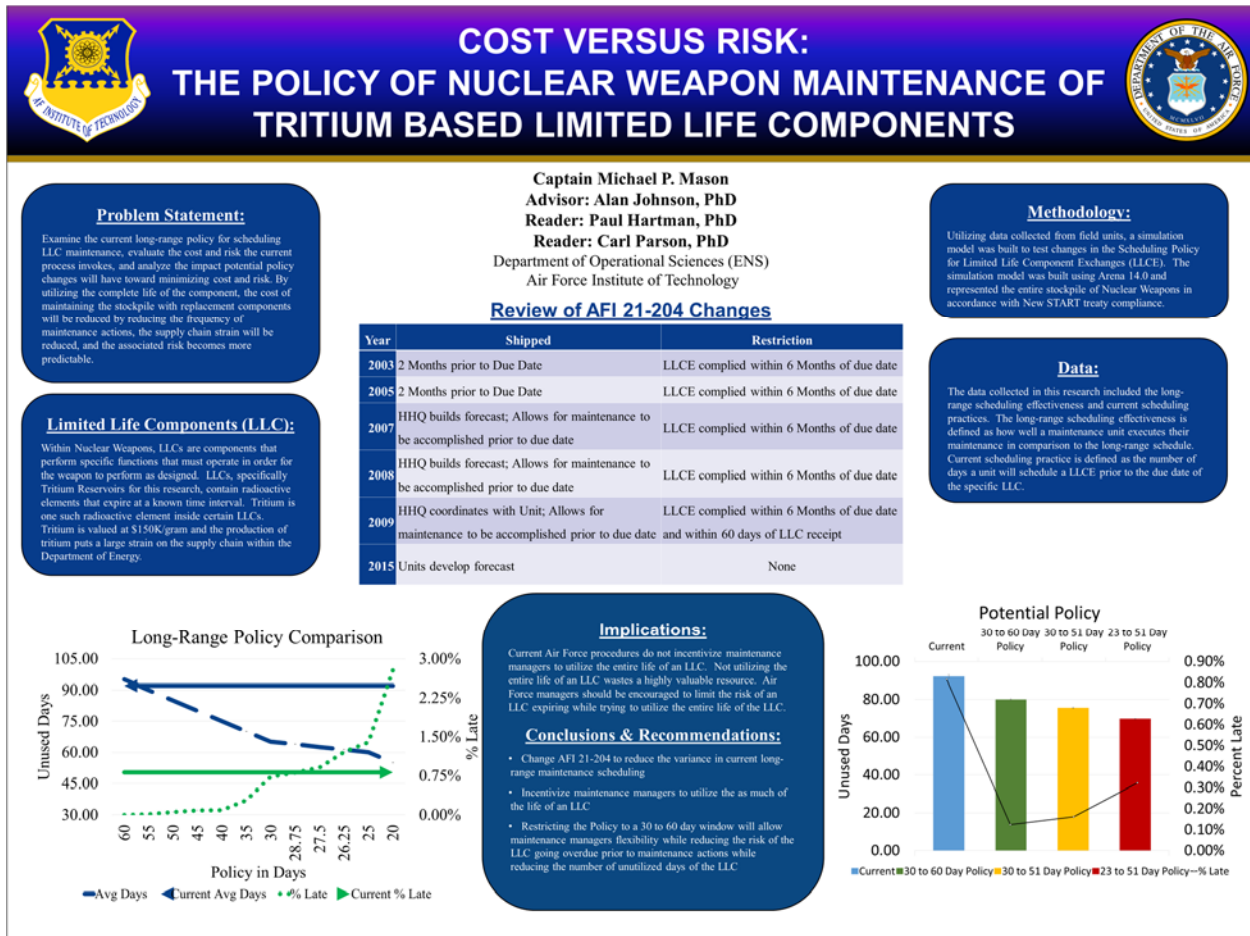 COST VERSUS RISK:
THE POLICY OF NUCLEAR WEAPON MAINTENANCE OF
TRITIUM BASED LIMITED LIFE COMPONENTS
AF INSTITUTE OF TECHNOLOGY
DEPARTMENT OF THE AIR FORCE
UNITED STATES OF AMERICA
MCMXLVII
Captain Michael P. Mason
Advisor: Alan Johnson, PhD
Reader: Paul Hartman, PhD
Reader: Carl Parson, PhD
Department of Operational Sciences (ENS)
Air Force Institute of Technology
Problem Statement:
Examine the current long-range policy for scheduling
LLC maintenance, evaluate the cost and risk the current
process invokes, and analyze the impact potential policy
changes will have toward minimizing cost and risk. By
utilizing the complete life of the component, the cost of
maintaining the stockpile with replacement components
will be reduced by reducing the frequency of
maintenance actions, the supply chain strain will be
reduced, and the associated risk becomes more
predictable.
Limited Life Components (LLC):
Within Nuclear Weapons, LLCs are components that
perform specific functions that must operate in order for
the weapon to perform as designed. LLCs, specifically
Tritium Reservoirs for this research, contain radioactive
elements that expire at a known time interval. Tritium is
one such radioactive element inside certain LLCs.
Tritium is valued at $150K/gram and the production of
tritium puts a large strain on the supply chain within the
Department of Energy.
Review of AFI 21-204 Changes
Year Shipped Restriction
2003 2 Months prior to Due Date LLCE complied within 6 Months of due date
2005 2 Months prior to Due Date LLCE complied within 6 Months of due date
2007 HHQ builds forecast; Allows for maintenance to be accomplished prior to due date LLCE complied within 6 Months of due date
2008 HHQ builds forecast; Allows for maintenance to be accomplished prior to due date LLCE complied within 6 Months of due date
2009 HHQ coordinates with Unit; Allows for maintenance to be accomplished prior to due date LLCE complied within 6 Months of due date and within 60 days of LLC receipt
2015 Units develop forecast None
Methodology:
Utilizing data collected from field units, a simulation
model was built to test changes in the Scheduling Policy
for Limited Life Component Exchanges (LLCE). The
simulation model was built using Arena 14.0 and
represented the entire stockpile of Nuclear Weapons in
accordance with New START treaty compliance.
Data:
The data collected in this research included the long-
range scheduling effectiveness and current scheduling
practices. The long-range scheduling effectiveness is
defined as how well a maintenance unit executes their
maintenance in comparison to the long-range schedule.
Current scheduling practice is defined as the number of
days a unit will schedule a LLCE prior to the due date of
the specific LLC.
Long-Range Policy Comparison
105.00
90.00
75.00
60.00
45.00
30.00
Unused Days
3.00%
2.25%
1.50%
0.75%
0.00%
% Late
60 55 50 45 40 35 30 28.75 27.5 26.25 25 20
Policy in Days
Avg Days Current Avg Days % Late Current % Late
Implications:
Current Air Force procedures do not incentivize maintenance
managers to utilize the entire life of an LLC. Not utilizing the
entire life of an LLC wastes a highly valuable resource. Air
Force managers should be encouraged to limit the risk of an
LLC expiring while trying to utilize the entire life of the LLC.
Conclusions & Recommendations:
• Change AFI 21-204 to reduce the variance in current long-
range maintenance scheduling
• Incentivize maintenance managers to utilize the as much of
the life of an LLC
• Restricting the Policy to a 30 to 60 day window will allow
maintenance managers flexibility while reducing the risk of the
LLC going overdue prior to maintenance actions while
reducing the number of unutilized days of the LLC
Potential Policy
Current 30 to 60 Day Policy 30 to 51 Day Policy 23 to 51 Day Policy
100.00
80.00
60.00
40.00
20.00
0.00
Unused Days
0.90%
0.80%
0.70%
0.60%
0.50%
0.40%
0.30%
0.20%
0.10%
0.00%
Percent Late
Current 30 to 60 Day Policy 30 to 51 Day Policy 23 to 51 Day Policy % Late